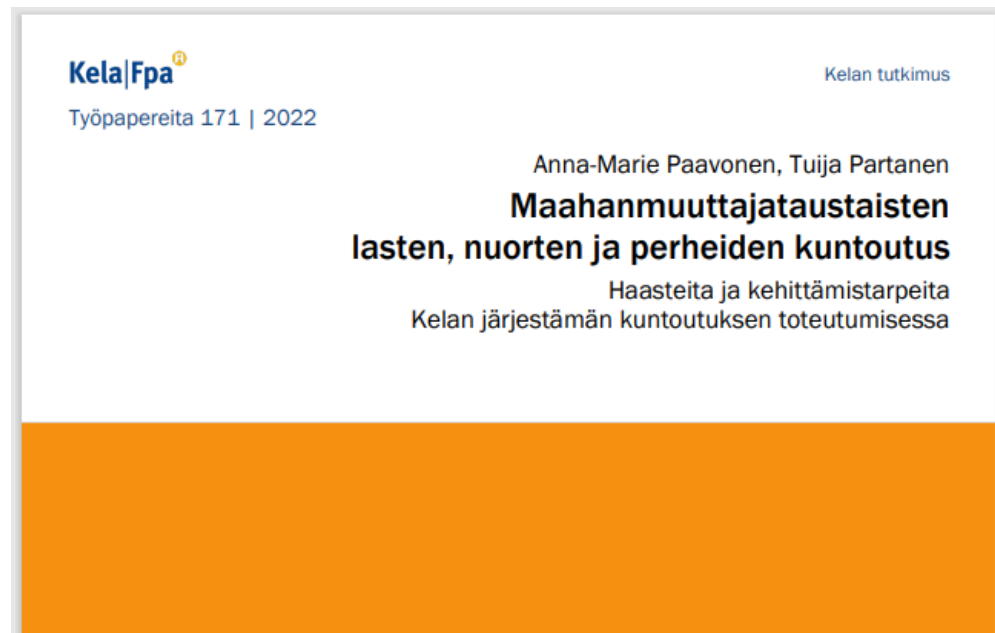 Kela|Fpa
Kelan tutkimus
Työpapereita 171 | 2022
Anna-Marie Paavonen, Tuija Partanen
Maahanmuuttajataustaisten
lasten, nuorten ja perheiden kuntoutus
Haasteita ja kehittämistarpeita
Kelan järjestämän kuntoutuksen toteutumisessa